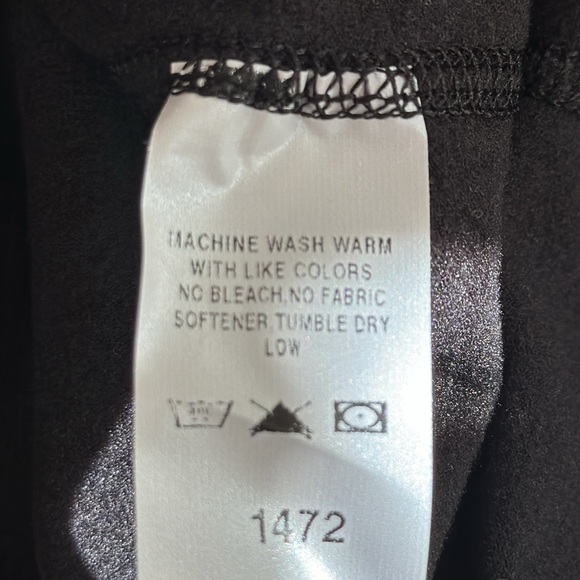 MACHINE WASH WARM
WITH LIKE COLORS
NO BLEACH,NO FABRIC
SOFTENER,TUMBLE DRY
LOW
1472